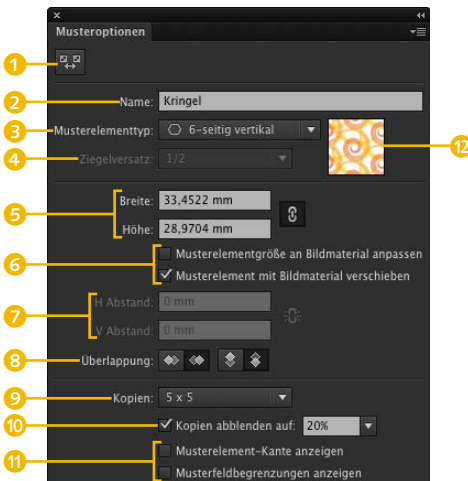 Musteroptionen
1
2 Name: Kringel
3 Musterelementtyp: 6-seitig vertikal
12
4 Ziegelversatz: 1/2
5 Breite: 33,4522 mm
Höhe: 28,9704 mm
6 Musterelementgröße an Bildmaterial anpassen
Musterelement mit Bildmaterial verschieben
7 H Abstand: 0 mm
V Abstand: 0 mm
8 Überlappung:
9 Kopien: 5 x 5
10 Kopien abblenden auf: 20%
11 Musterelement-Kante anzeigen
Musterfeldbegrenzungen anzeigen